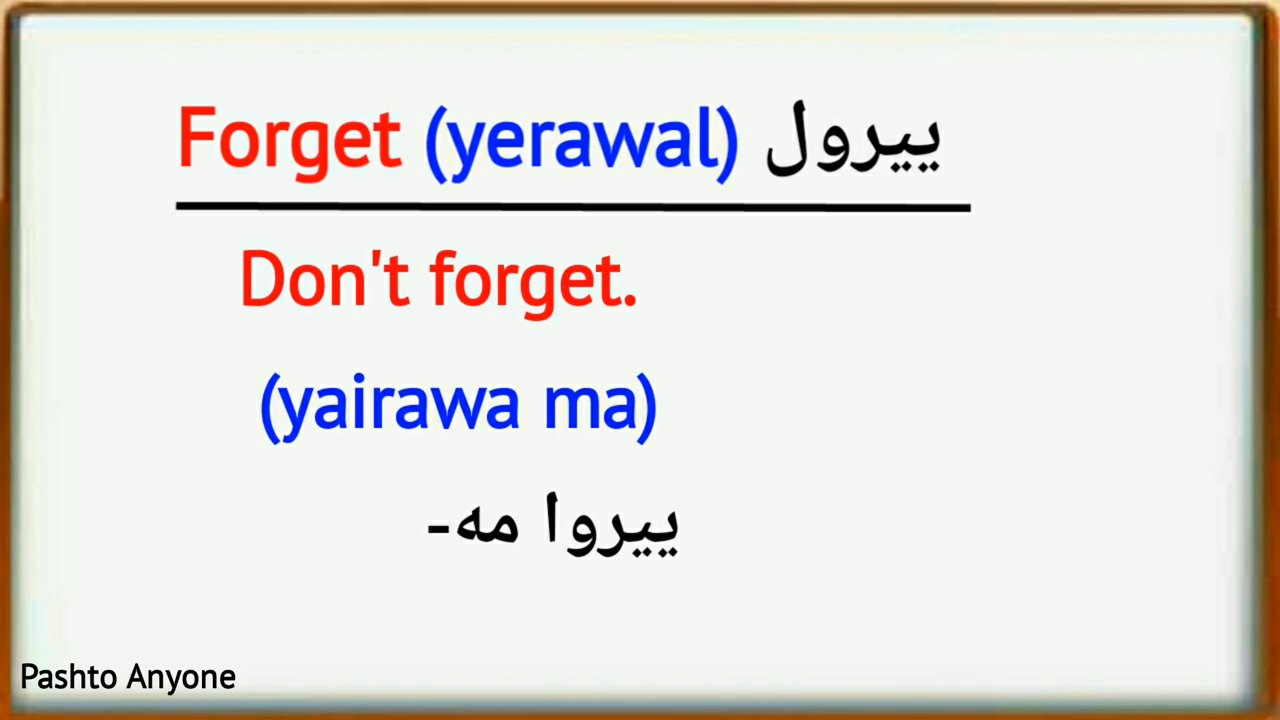 Forget (yerawal) ییرول
Don't forget.
(yairawa ma)
ییروا مه-
Pashto Anyone